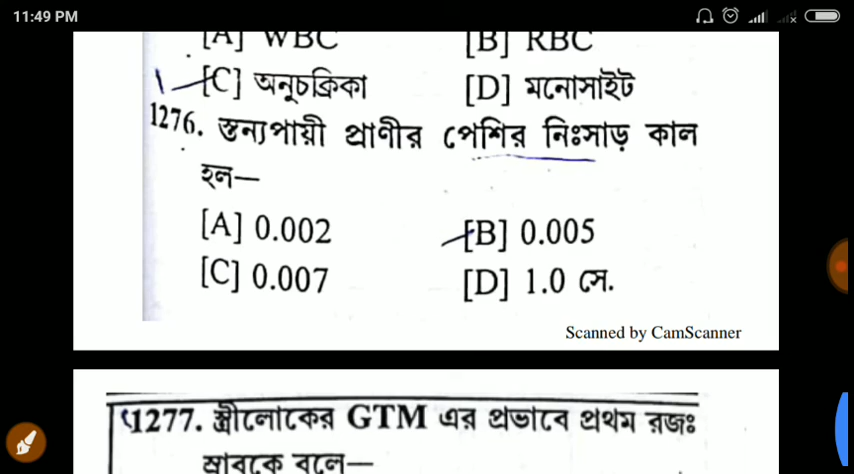 11:49 PM
[A] WBC [B] RBC
[C] অনুচক্রিকা [D] মনোসাইট
1276. স্তন্যপায়ী প্রাণীর পেশির নিঃসাড় কাল
হল—
[A] 0.002 [B] 0.005
[C] 0.007 [D] 1.0 সে.
Scanned by CamScanner
1277. স্ত্রীলোকের GTM এর প্রভাবে প্রথম রজঃ
স্রাবকে বলে—